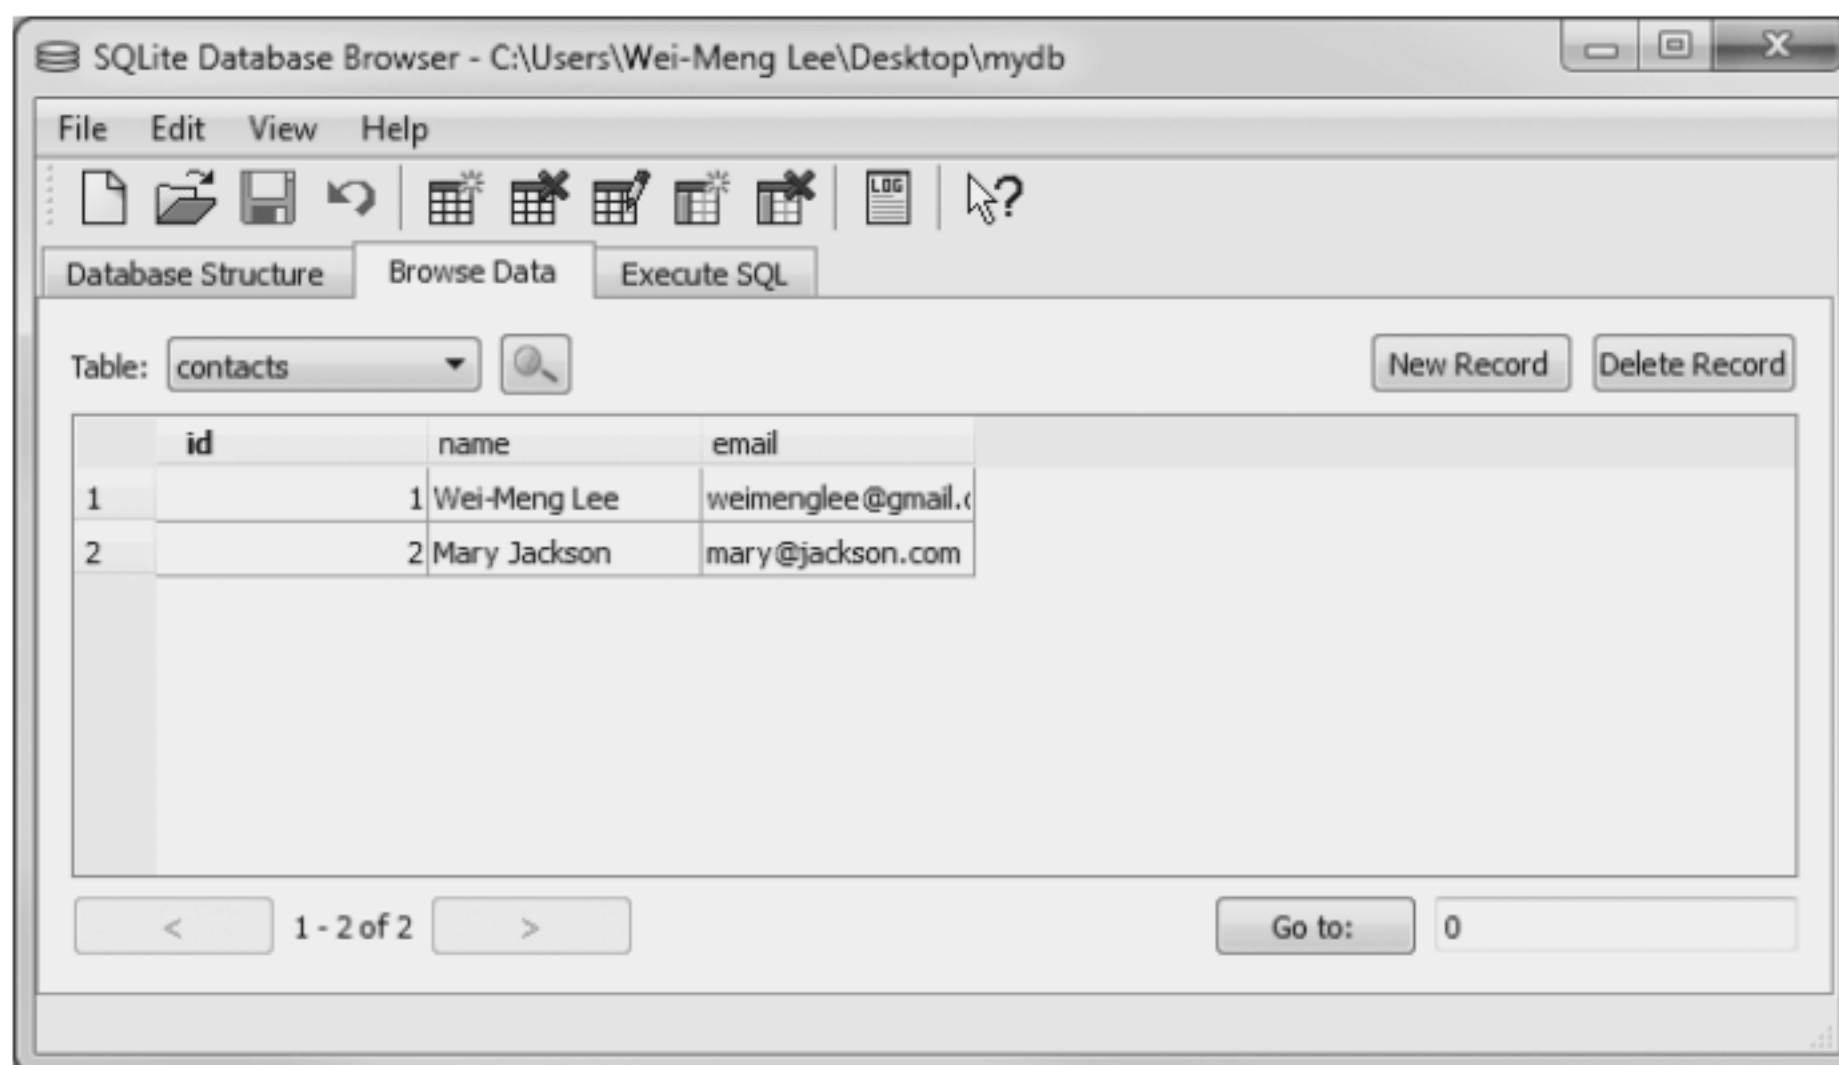 SQLite Database Browser - C:\Users\Wei-Meng Lee\Desktop\mydb
File Edit View Help
LOG
Database Structure Browse Data Execute SQL
Table: contacts New Record Delete Record
id name email
1 1 Wei-Meng Lee weimenglee@gmail.
2 2 Mary Jackson mary@jackson.com
< 1 - 2 of 2 > Go to: 0